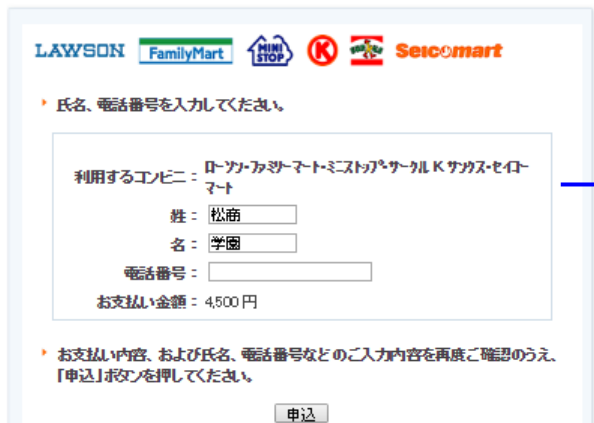 LAWSON FamilyMart MINI STOP K Seicomart
氏名、電話番号を入力してください。
利用するコンビニ： ローソン・ファミリーマート・ミニストップ・サークル K サンクス・セイコー
マート
姓： 松商
名： 学園
電話番号：
お支払い金額： 4,500 円
お支払い内容、および氏名、電話番号などのご入力内容を再度ご確認のうえ、
「申込」ボタンを押してください。
申込